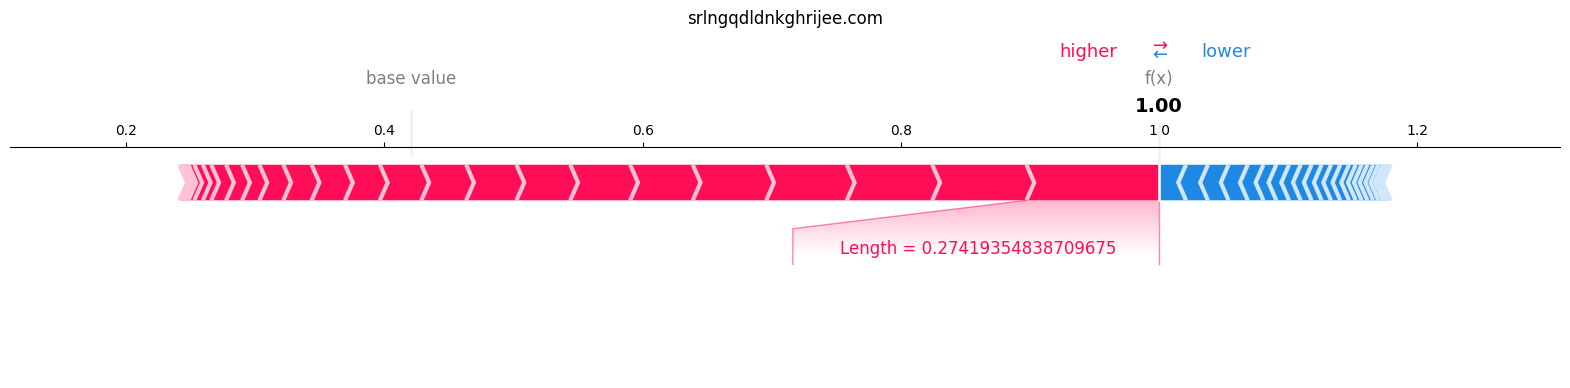 srlngqdldnkghrijee.com
higher ⇄ lower
base value f(x)
1.00
0.2 0.4 0.6 0.8 1.0 1.2
Length = 0.27419354838709675